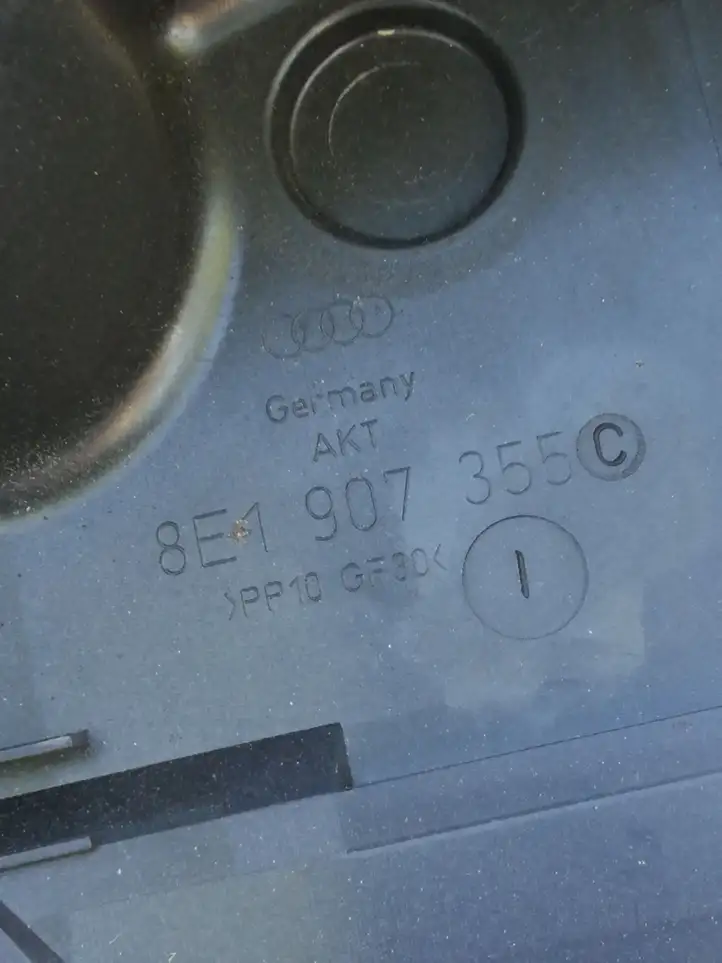 Germany
AKT
8E1 907 355 C
>PP10 GF30<
I